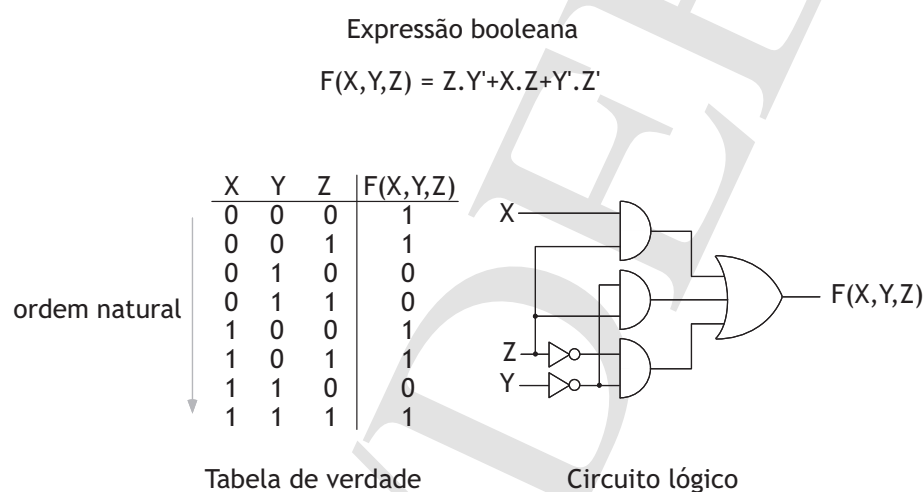 Expressão booleana
F(X,Y,Z) = Z.Y'+X.Z+Y'.Z'
X Y Z F(X,Y,Z)
0 0 0 1
0 0 1 1
0 1 0 0
0 1 1 0
1 0 0 1
1 0 1 1
1 1 0 0
1 1 1 1
ordem natural
X
Z
Y
F(X,Y,Z)
Tabela de verdade
Circuito lógico